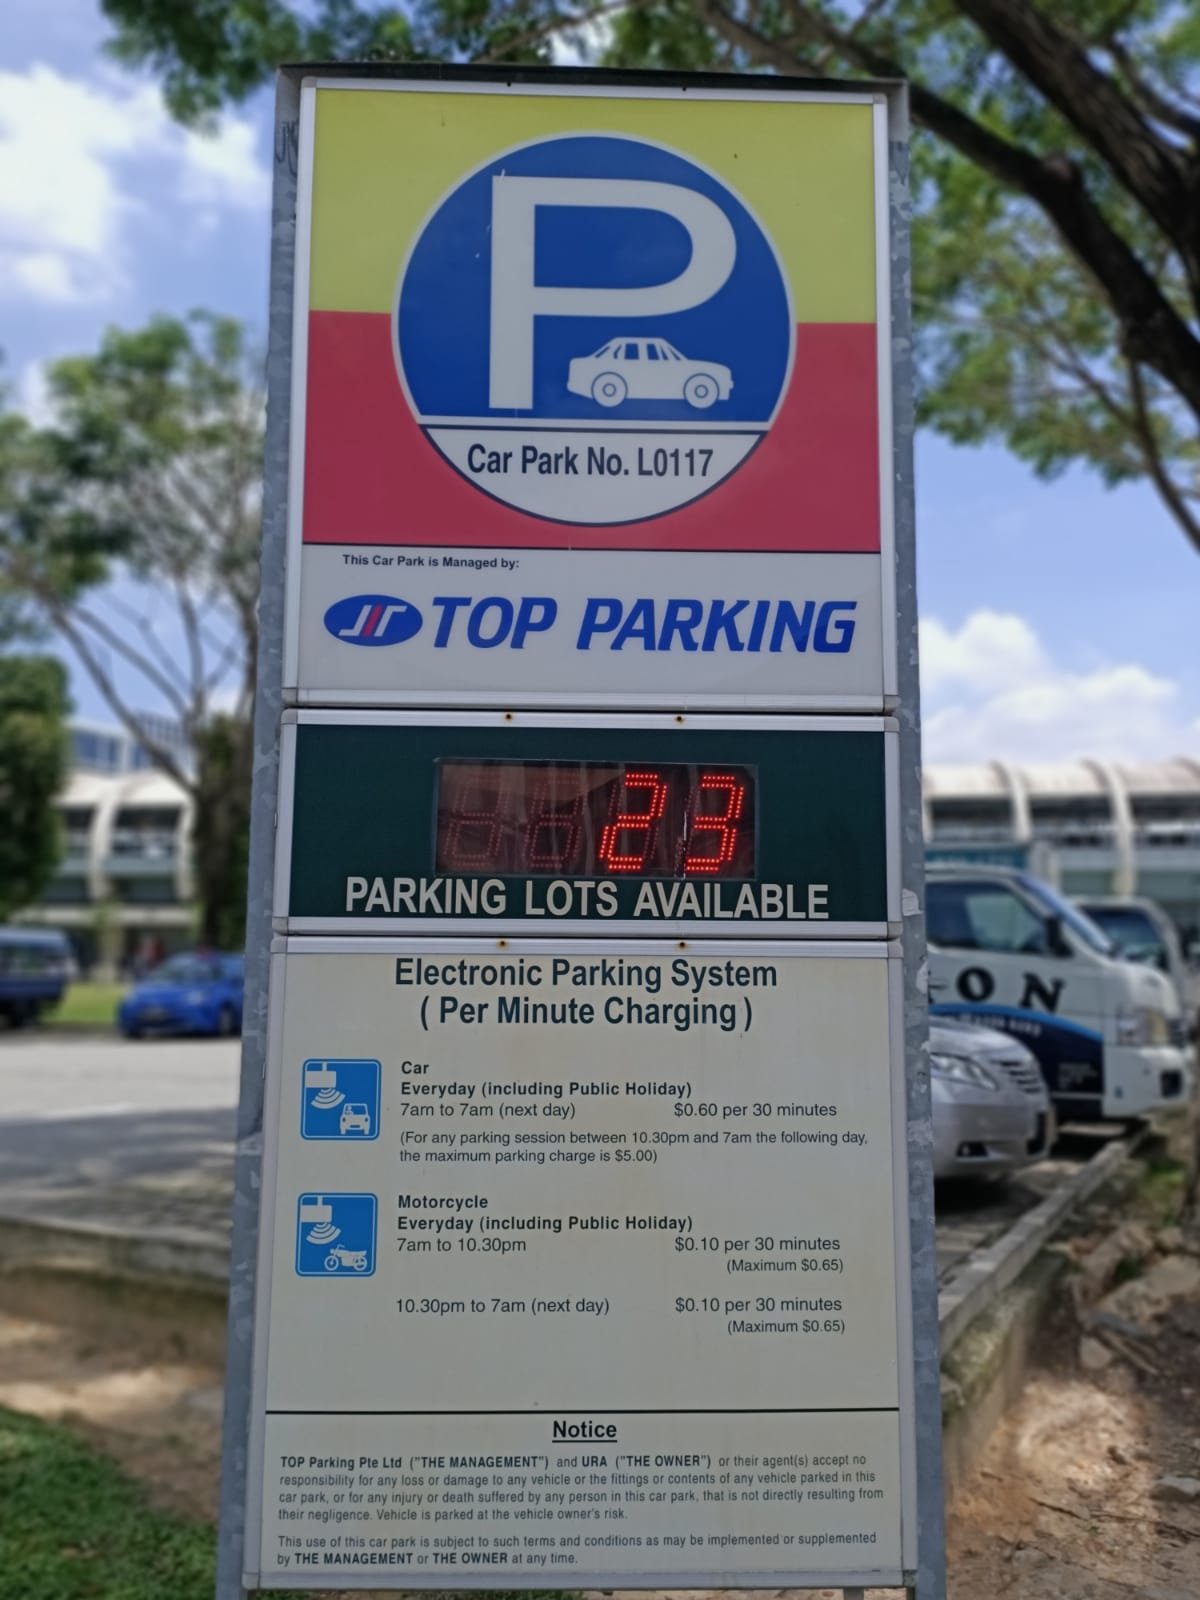 P
Car Park No. L0117
This Car Park is Managed by:
TOP PARKING
23
PARKING LOTS AVAILABLE
Electronic Parking System
( Per Minute Charging )
Car
Everyday (including Public Holiday)
7am to 7am (next day) $0.60 per 30 minutes
(For any parking session between 10.30pm and 7am the following day,
the maximum parking charge is $5.00)
Motorcycle
Everyday (including Public Holiday)
7am to 10.30pm $0.10 per 30 minutes
(Maximum $0.65)
10.30pm to 7am (next day) $0.10 per 30 minutes
(Maximum $0.65)
Notice
TOP Parking Pte Ltd ("THE MANAGEMENT") and URA ("THE OWNER") or their agent(s) accept no
responsibility for any loss or damage to any vehicle or the fittings or contents of any vehicle parked in this
car park, or for any injury or death suffered by any person in this car park, that is not directly resulting from
their negligence. Vehicle is parked at the vehicle owner's risk.
This use of this car park is subject to such terms and conditions as may be implemented or supplemented
by THE MANAGEMENT or THE OWNER at any time.
ON